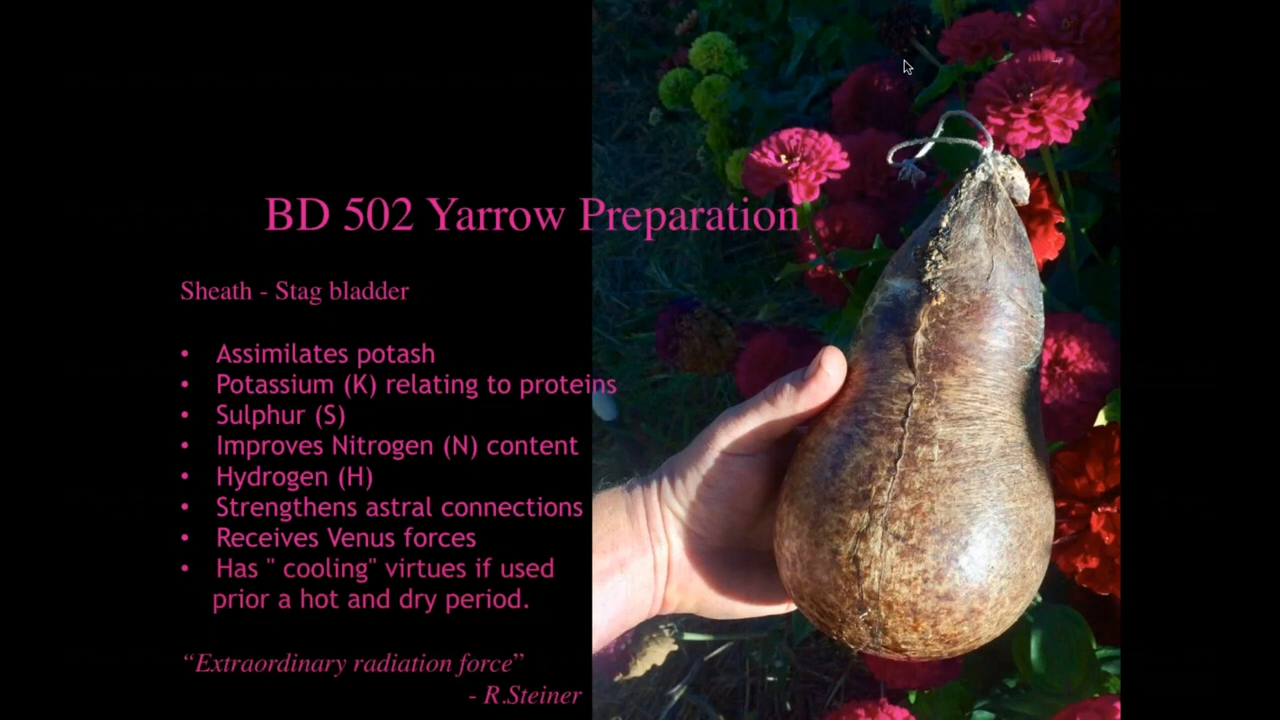 BD 502 Yarrow Preparation
Sheath - Stag bladder
• Assimilates potash
• Potassium (K) relating to proteins
• Sulphur (S)
• Improves Nitrogen (N) content
• Hydrogen (H)
• Strengthens astral connections
• Receives Venus forces
• Has " cooling" virtues if used
prior a hot and dry period.
“Extraordinary radiation force”
- R.Steiner